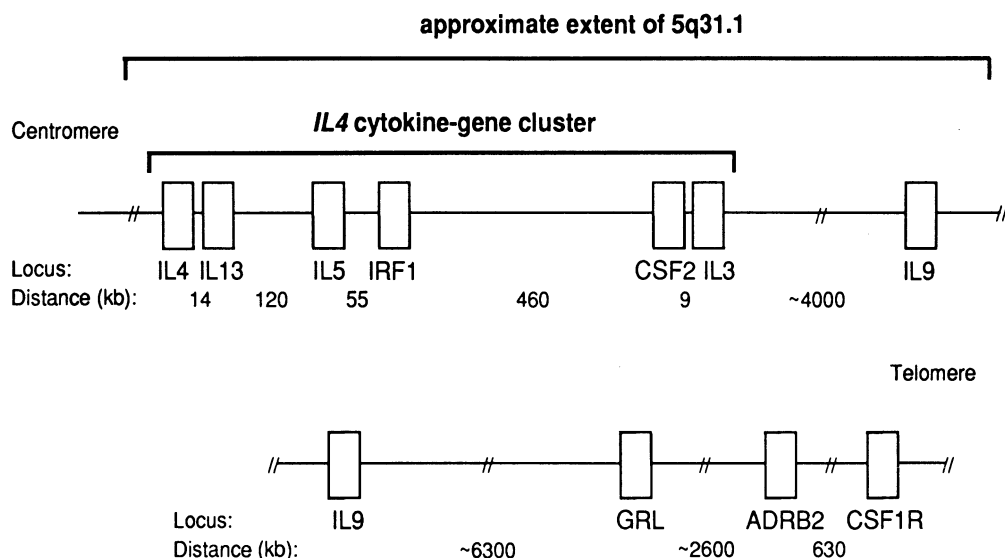 approximate extent of 5q31.1
Centromere
IL4 cytokine-gene cluster
Locus: IL4 IL13 IL5 IRF1 CSF2 IL3 IL9
Distance (kb): 14 120 55 460 9 ~4000
Telomere
Locus: IL9 GRL ADRB2 CSF1R
Distance (kb): ~6300 ~2600 630